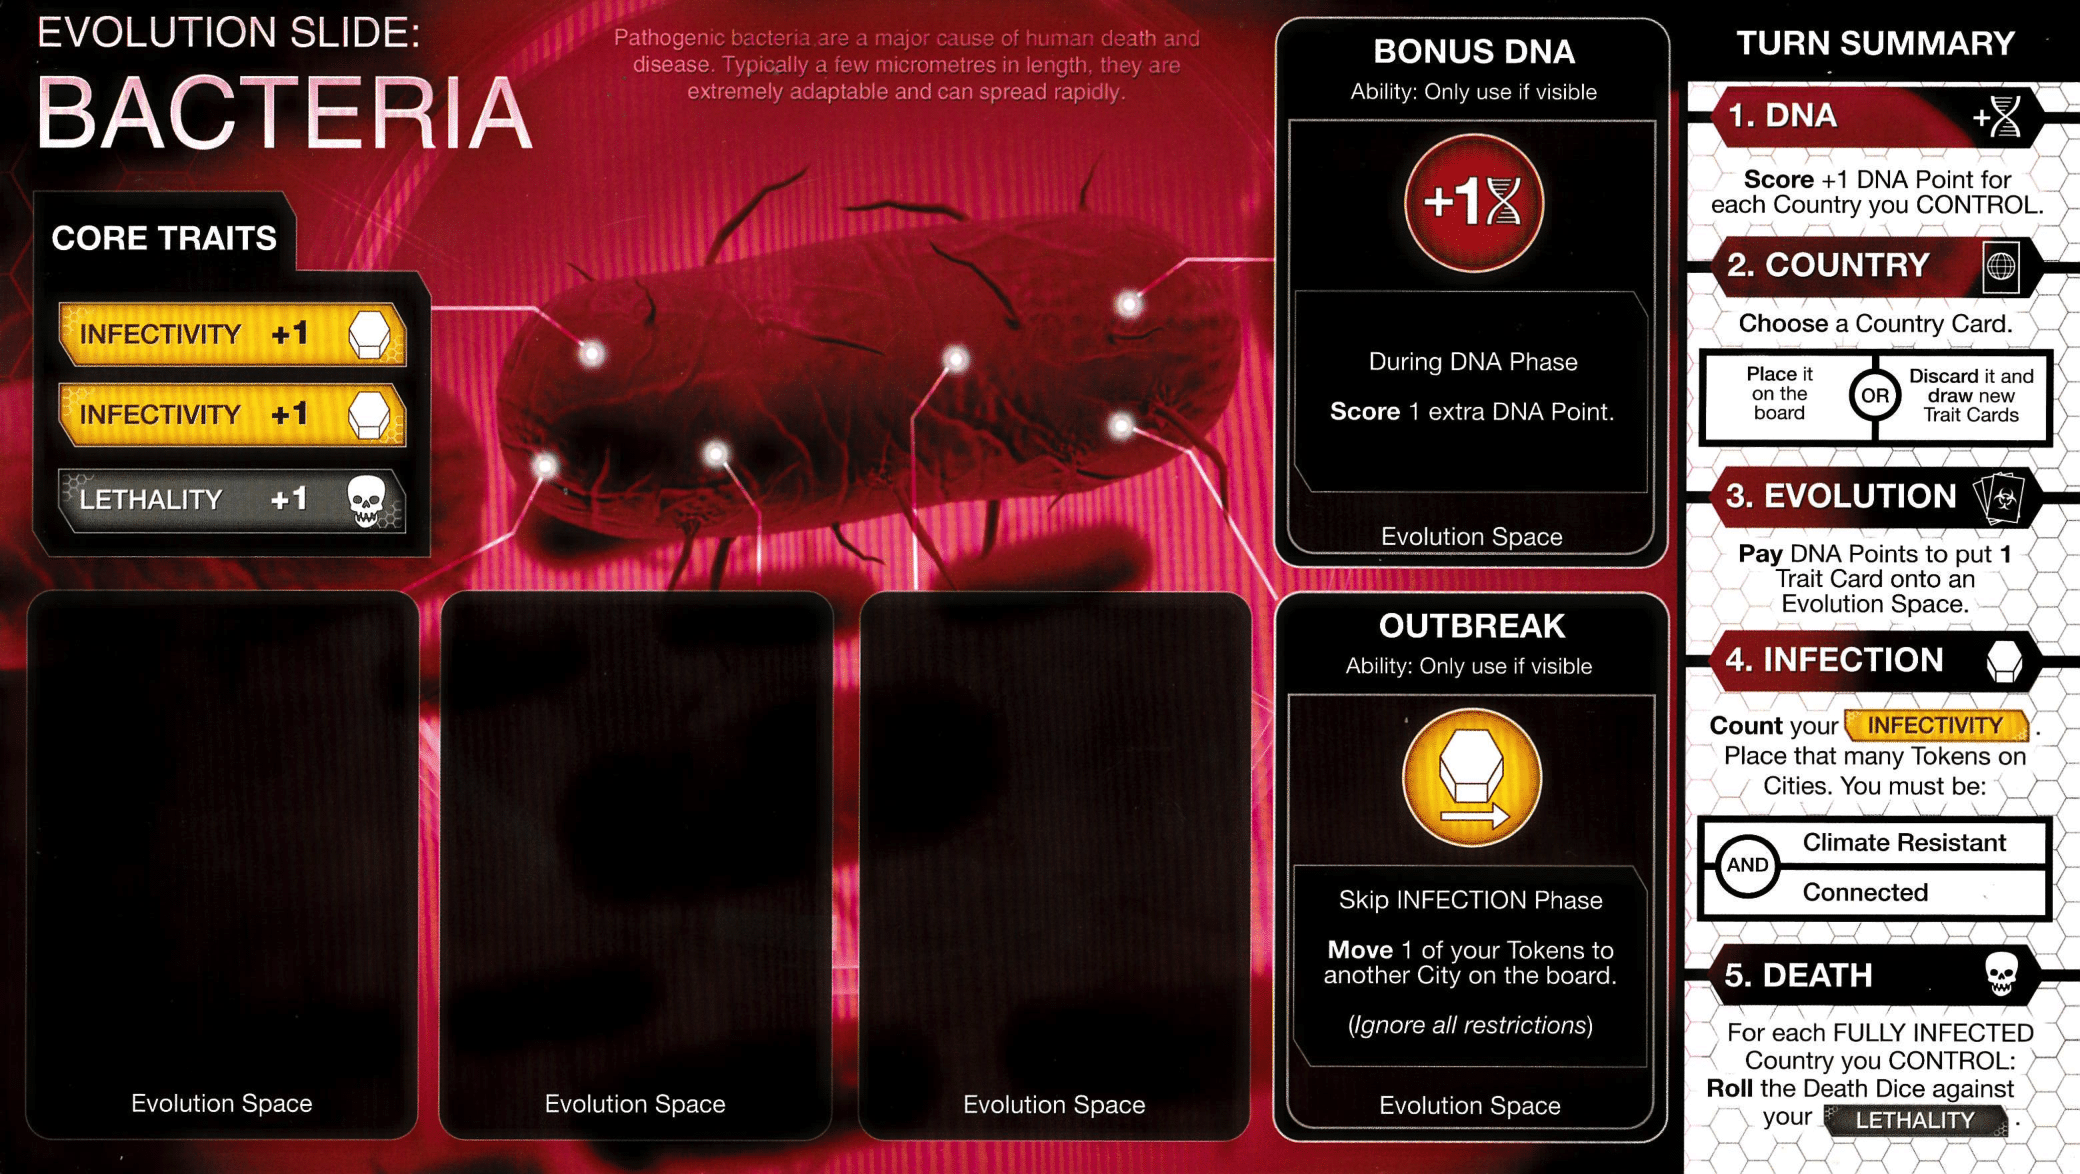 EVOLUTION SLIDE:
BACTERIA
Pathogenic bacteria are a major cause of human death and
disease. Typically a few micrometres in length, they are
extremely adaptable and can spread rapidly.
CORE TRAITS
INFECTIVITY +1
INFECTIVITY +1
LETHALITY +1
Evolution Space
Evolution Space
Evolution Space
BONUS DNA
Ability: Only use if visible
+1
During DNA Phase
Score 1 extra DNA Point.
Evolution Space
OUTBREAK
Ability: Only use if visible
Skip INFECTION Phase
Move 1 of your Tokens to
another City on the board.
(Ignore all restrictions)
Evolution Space
TURN SUMMARY
1. DNA +
Score +1 DNA Point for
each Country you CONTROL.
2. COUNTRY
Choose a Country Card.
Place it
on the
board
OR
Discard it and
draw new
Trait Cards
3. EVOLUTION
Pay DNA Points to put 1
Trait Card onto an
Evolution Space.
4. INFECTION
Count your INFECTIVITY .
Place that many Tokens on
Cities. You must be:
AND
Climate Resistant
Connected
5. DEATH
For each FULLY INFECTED
Country you CONTROL:
Roll the Death Dice against
your LETHALITY .